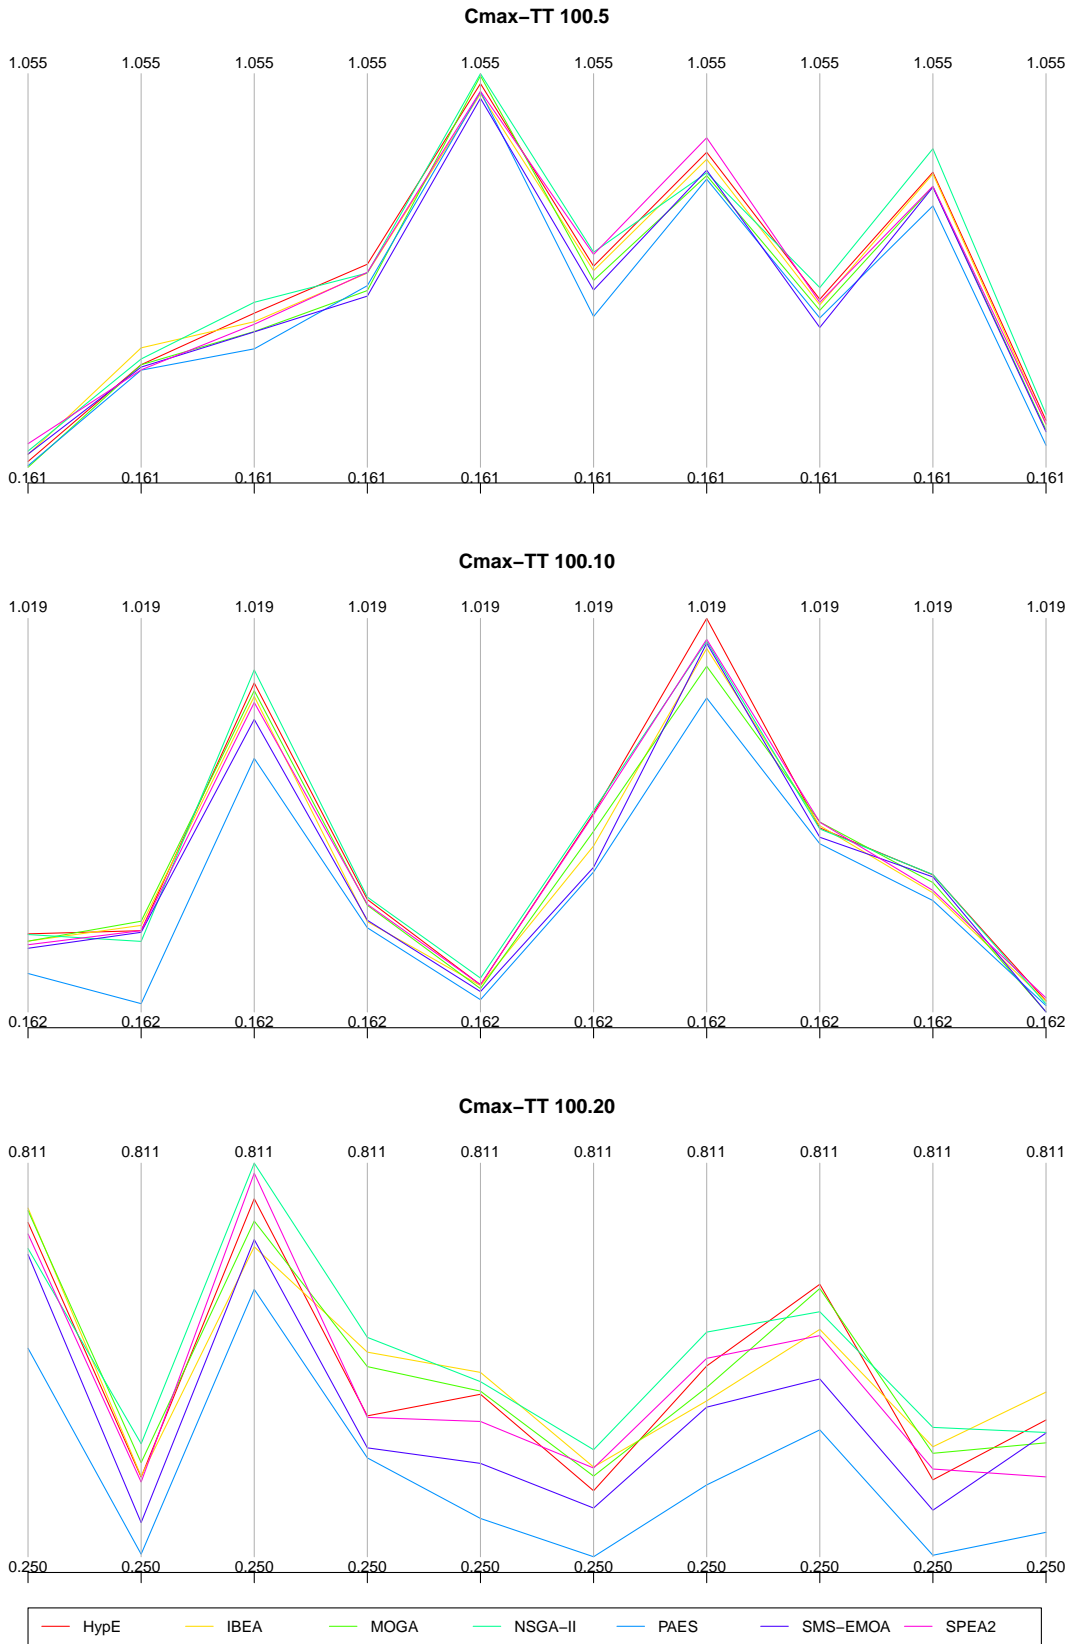 Cmax−TT 100.5
1.055 1.055 1.055 1.055 1.055 1.055 1.055 1.055 1.055 1.055
0.161 0.161 0.161 0.161 0.161 0.161 0.161 0.161 0.161 0.161
Cmax−TT 100.10
1.019 1.019 1.019 1.019 1.019 1.019 1.019 1.019 1.019 1.019
0.162 0.162 0.162 0.162 0.162 0.162 0.162 0.162 0.162 0.162
Cmax−TT 100.20
0.811 0.811 0.811 0.811 0.811 0.811 0.811 0.811 0.811 0.811
0.250 0.250 0.250 0.250 0.250 0.250 0.250 0.250 0.250 0.250
HypE IBEA MOGA NSGA−II PAES SMS−EMOA SPEA2